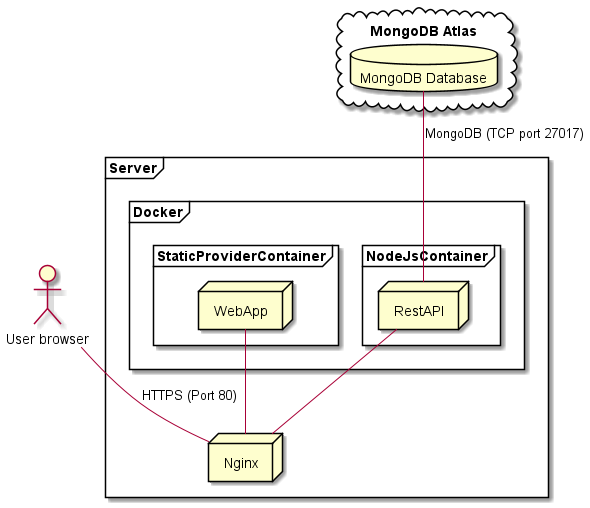 MongoDB Atlas
MongoDB Database
MongoDB (TCP port 27017)
Server
Docker
StaticProviderContainer
NodeJsContainer
WebApp
RestAPI
User browser
HTTPS (Port 80)
Nginx